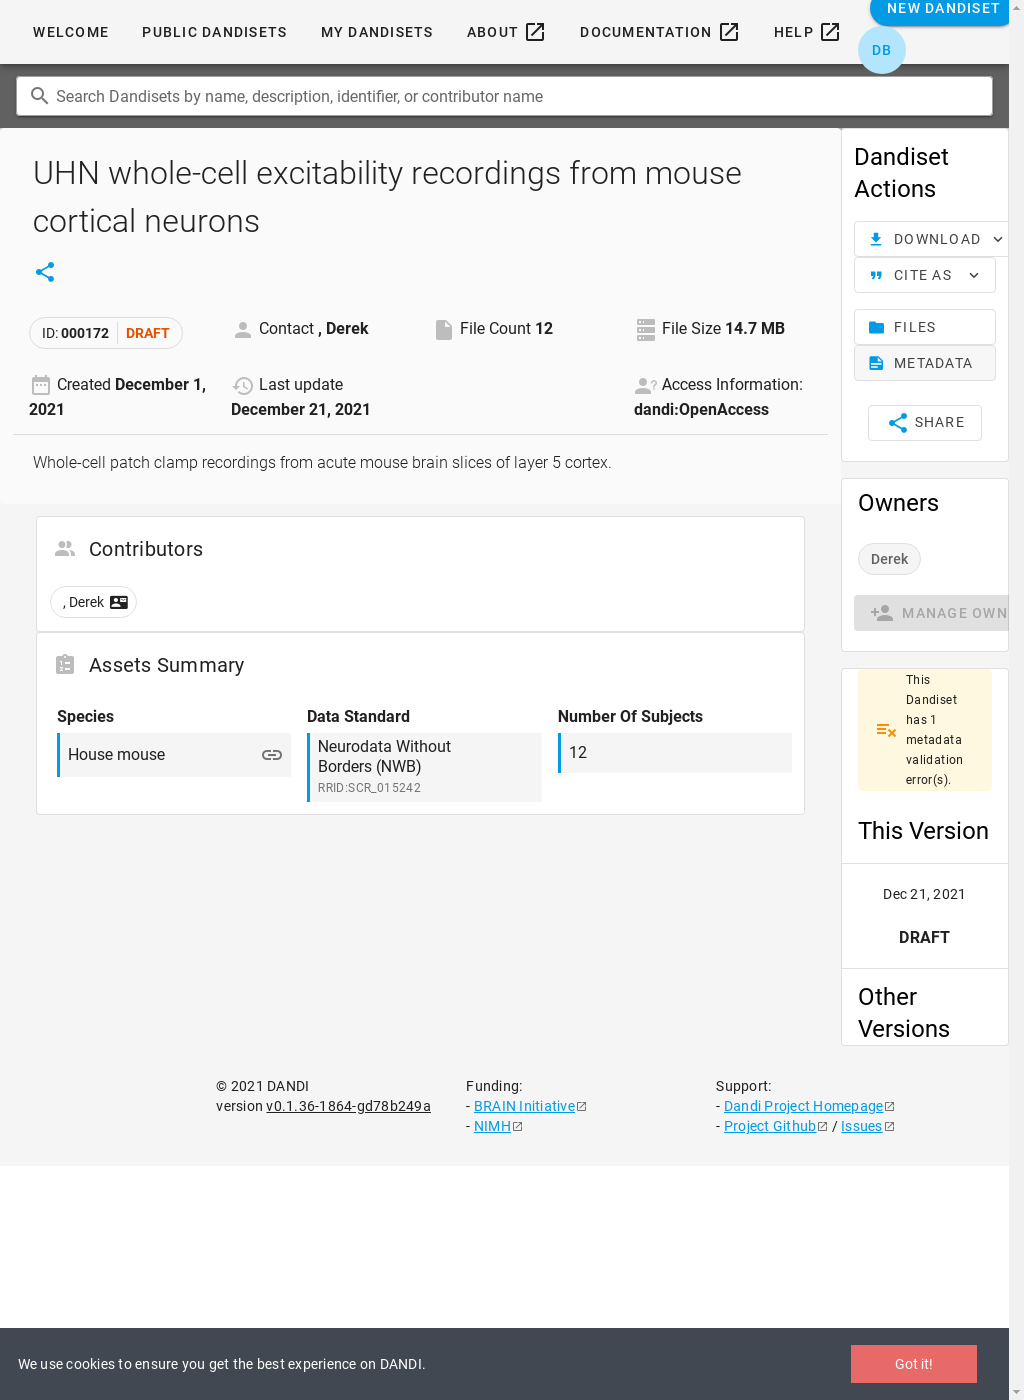 WELCOME PUBLIC DANDISETS MY DANDISETS ABOUT DOCUMENTATION HELP NEW DANDISET
DB
Search Dandisets by name, description, identifier, or contributor name
UHN whole-cell excitability recordings from mouse
cortical neurons
ID: 000172 DRAFT
Contact , Derek
File Count 12
File Size 14.7 MB
Created December 1,
2021
Last update
December 21, 2021
Access Information:
dandi:OpenAccess
Whole-cell patch clamp recordings from acute mouse brain slices of layer 5 cortex.
Contributors
, Derek
Assets Summary
Species
House mouse
Data Standard
Neurodata Without
Borders (NWB)
RRID:SCR_015242
Number Of Subjects
12
Dandiset
Actions
DOWNLOAD
CITE AS
FILES
METADATA
SHARE
Owners
Derek
MANAGE OWN
This
Dandiset
has 1
metadata
validation
error(s).
This Version
Dec 21, 2021
DRAFT
Other
Versions
© 2021 DANDI
version v0.1.36-1864-gd78b249a
Funding:
- BRAIN Initiative
- NIMH
Support:
- Dandi Project Homepage
- Project Github / Issues
We use cookies to ensure you get the best experience on DANDI.
Got it!